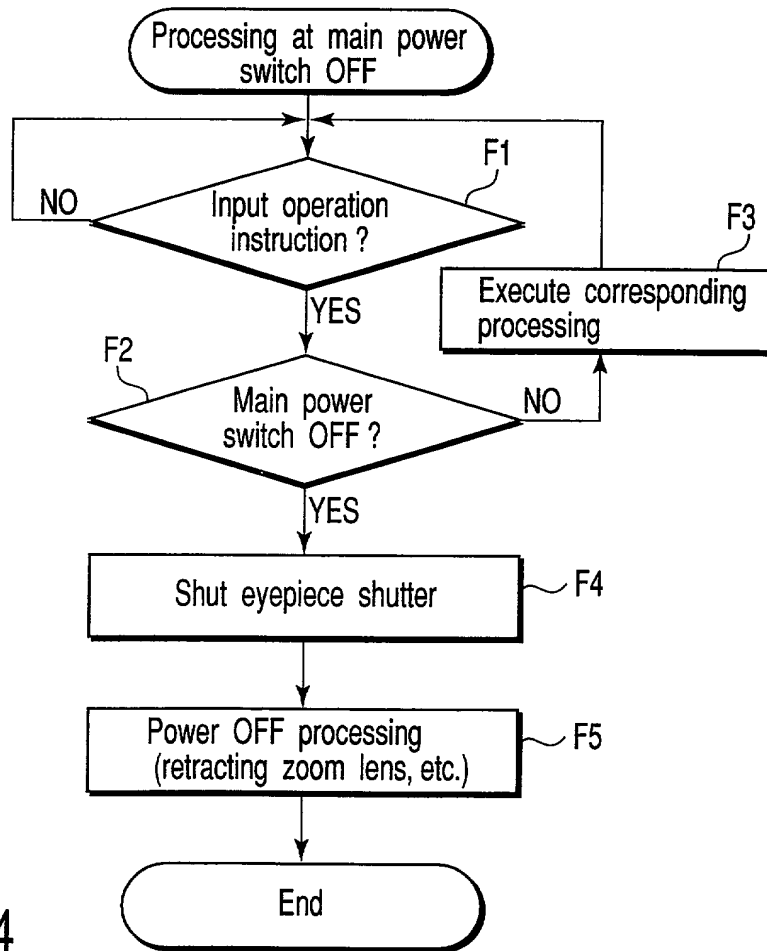 Processing at main power
switch OFF
F1
NO
Input operation
instruction ?
F3
YES
Execute corresponding
processing
F2
Main power
switch OFF ?
NO
YES
Shut eyepiece shutter
F4
Power OFF processing
(retracting zoom lens, etc.)
F5
End
4